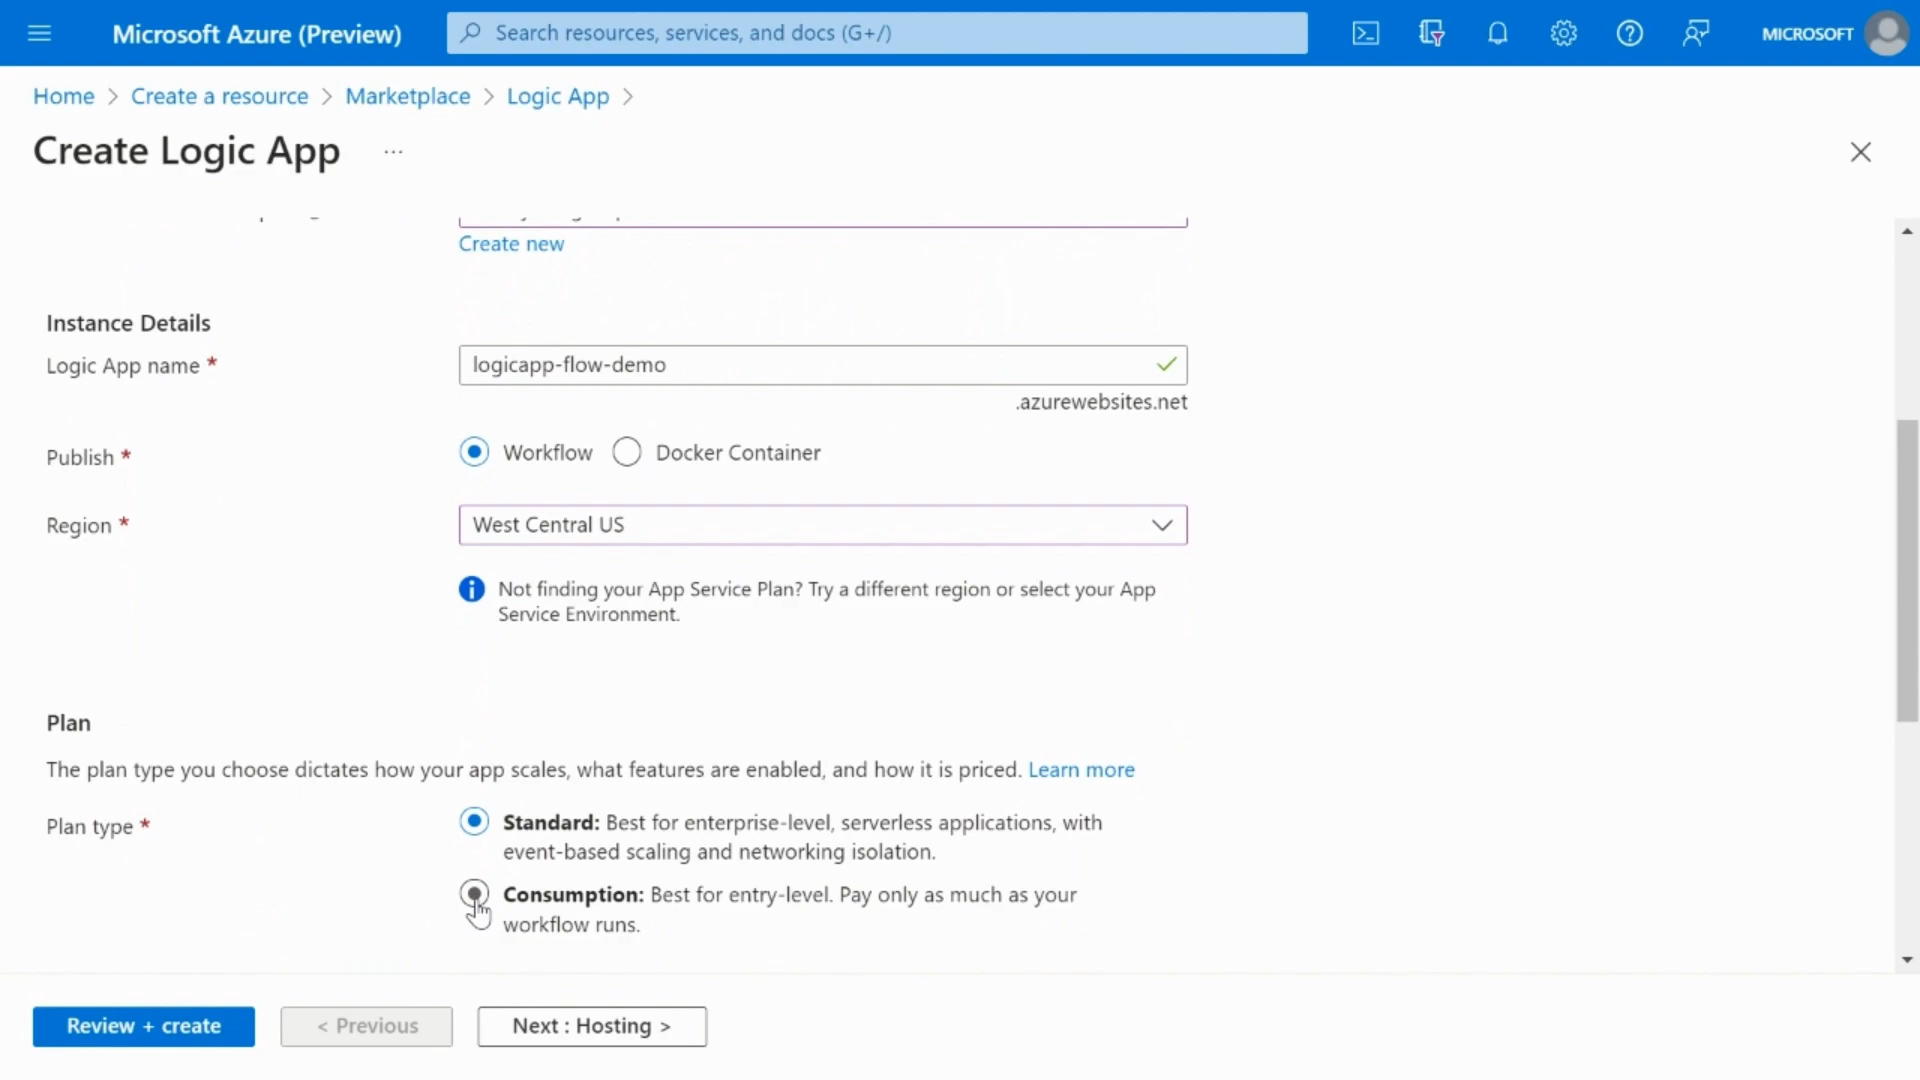 Microsoft Azure (Preview)
Search resources, services, and docs (G+/)
MICROSOFT
Home > Create a resource > Marketplace > Logic App >
Create Logic App ...
Create new
Instance Details
Logic App name *
logicapp-flow-demo
.azurewebsites.net
Publish *
Workflow
Docker Container
Region *
West Central US
Not finding your App Service Plan? Try a different region or select your App
Service Environment.
Plan
The plan type you choose dictates how your app scales, what features are enabled, and how it is priced. Learn more
Plan type *
Standard: Best for enterprise-level, serverless applications, with
event-based scaling and networking isolation.
Consumption: Best for entry-level. Pay only as much as your
workflow runs.
Review + create
< Previous
Next : Hosting >